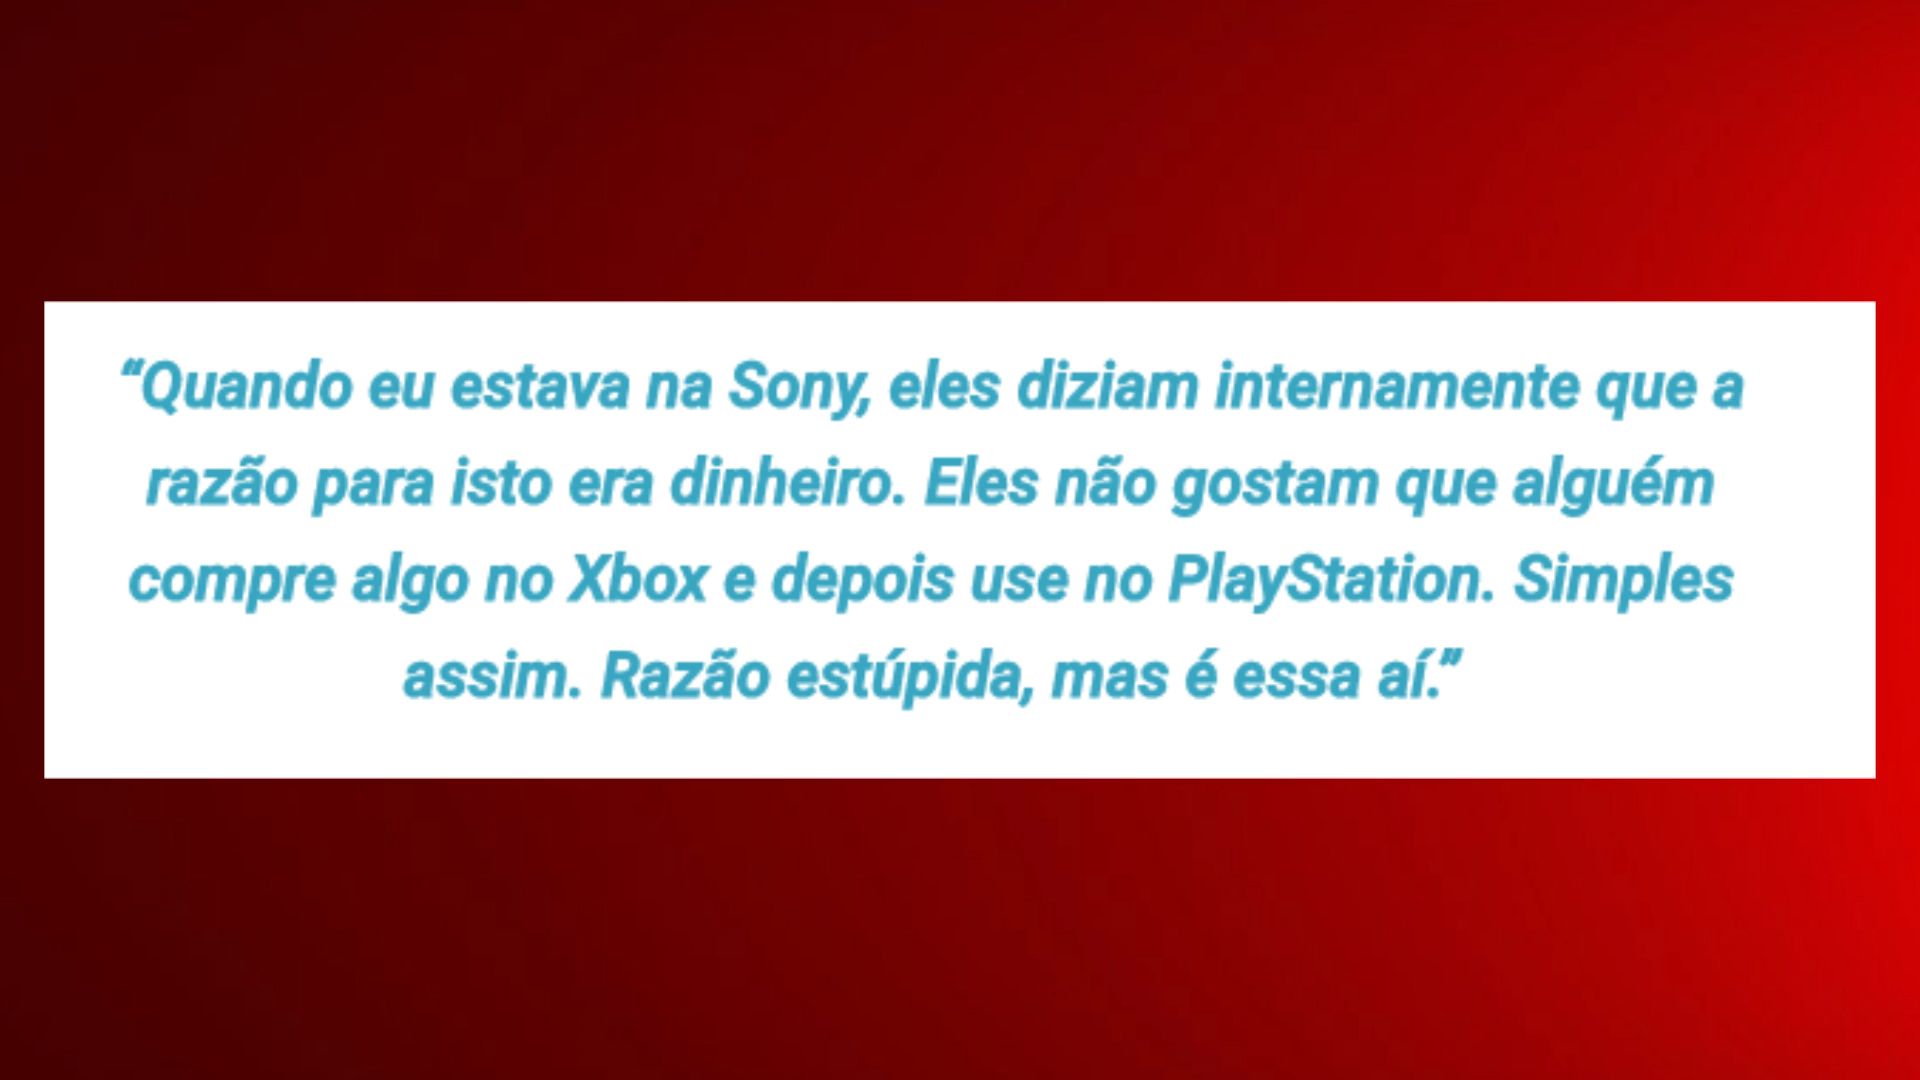 “Quando eu estava na Sony, eles diziam internamente que a
razão para isto era dinheiro. Eles não gostam que alguém
compre algo no Xbox e depois use no PlayStation. Simples
assim. Razão estúpida, mas é essa aí.”